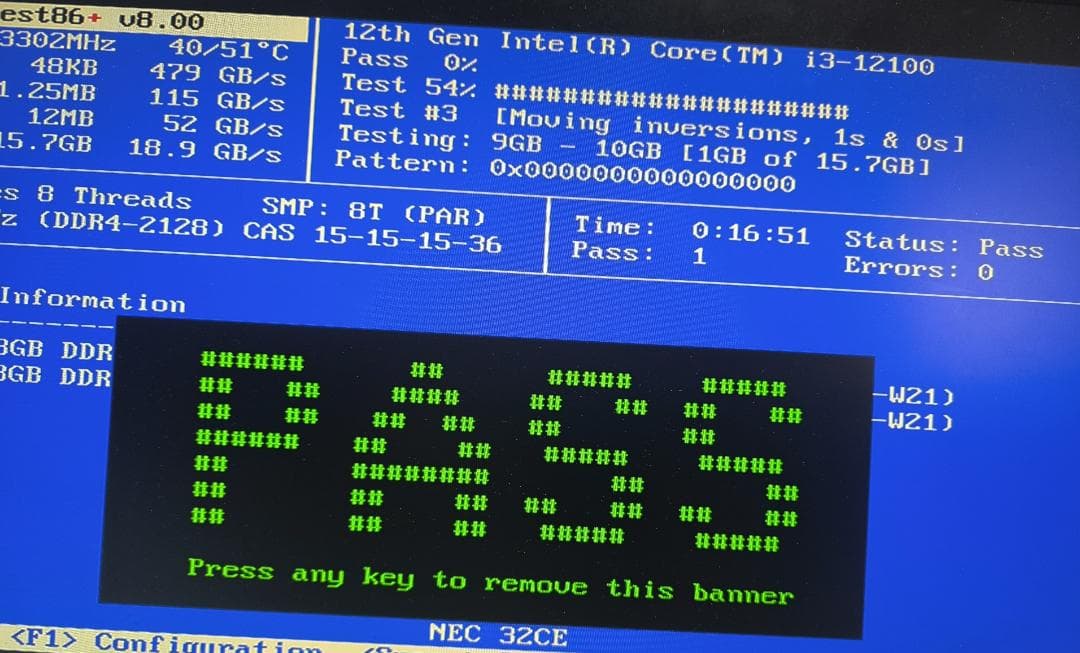 est86+ v8.00
3302MHz 40/51°C
48KB 479 GB/s
1.25MB 115 GB/s
12MB 52 GB/s
15.7GB 18.9 GB/s
12th Gen Intel(R) Core(TM) i3-12100
Pass 0%
Test 54% #####################
Test #3 [Moving inversions, 1s & 0s]
Testing: 9GB - 10GB [1GB of 15.7GB]
Pattern: 0x0000000000000000
es 8 Threads SMP: 8T (PAR)
z (DDR4-2128) CAS 15-15-15-36
Time: 0:16:51 Status: Pass
Pass: 1 Errors: 0
Information
8GB DDR -W21)
8GB DDR -W21)
PASS
Press any key to remove this banner
NEC 32CE
<F1> Configuration